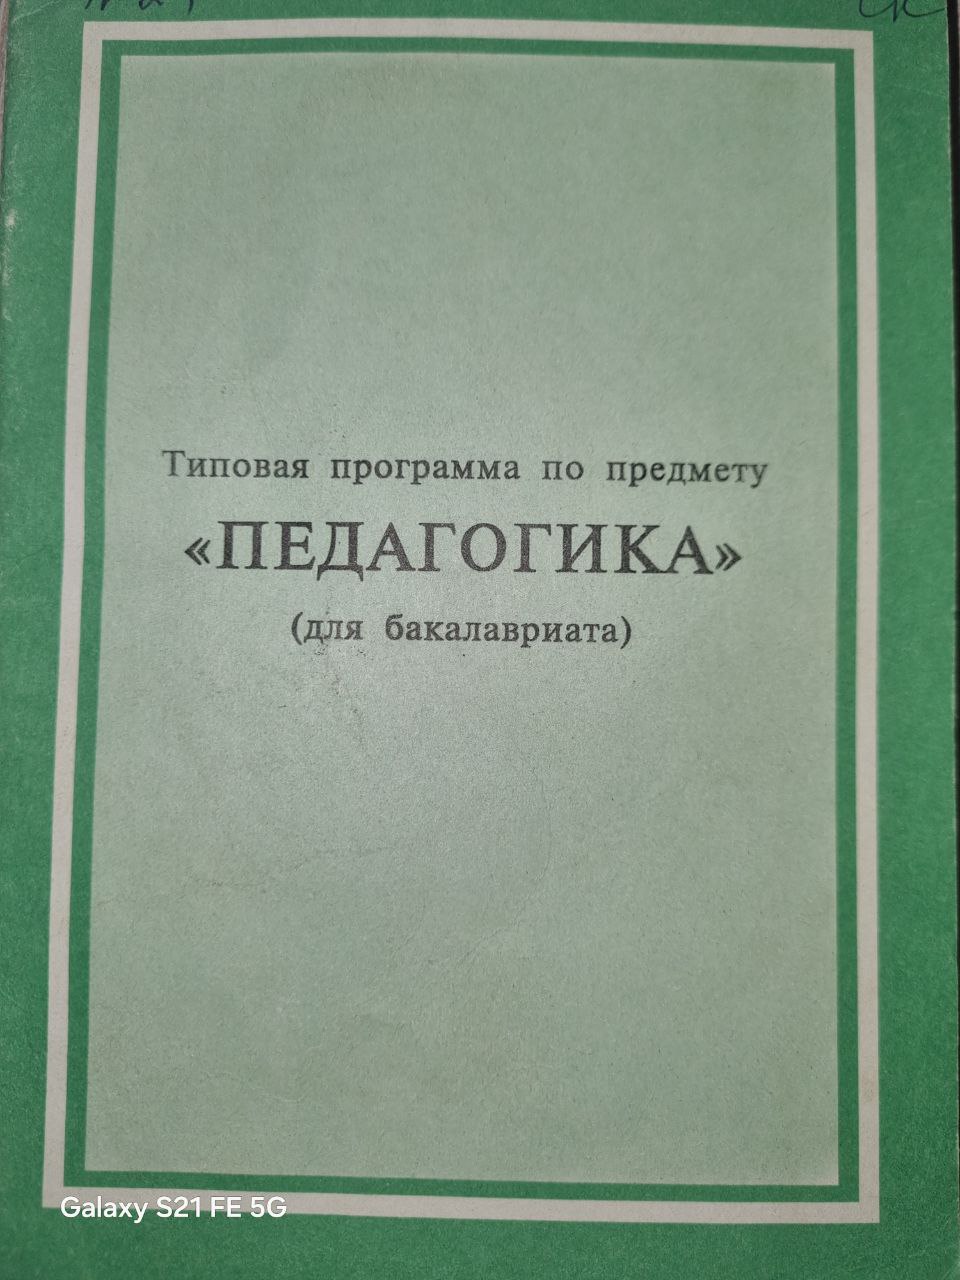 Типовая программа по предмету
«ПЕДАГОГИКА»
(для бакалавриата)
Galaxy S21 FE 5G